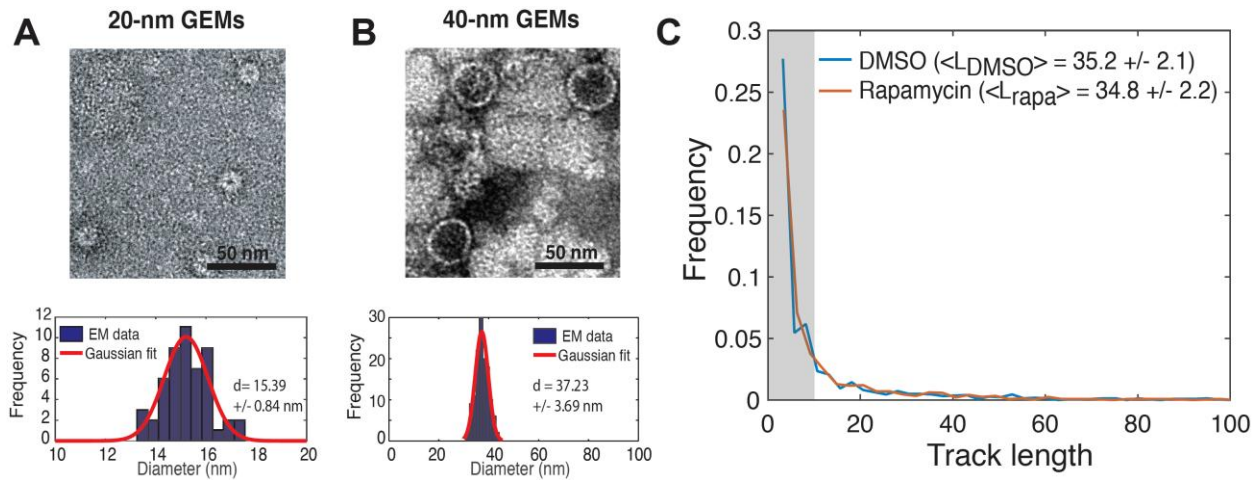 A
20-nm GEMs
50 nm
12
10
8
6
4
2
0
Frequency
EM data
Gaussian fit
d= 15.39
+/- 0.84 nm
10 12 14 16 18 20
Diameter (nm)
B
40-nm GEMs
50 nm
30
20
10
0
Frequency
EM data
Gaussian fit
d = 37.23
+/- 3.69 nm
0 20 40 60 80 100
Diameter (nm)
C
0.3
0.25
0.2
0.15
0.1
0.05
0
Frequency
DMSO (<L_DMSO> = 35.2 +/- 2.1)
Rapamycin (<L_rapa> = 34.8 +/- 2.2)
0 20 40 60 80 100
Track length